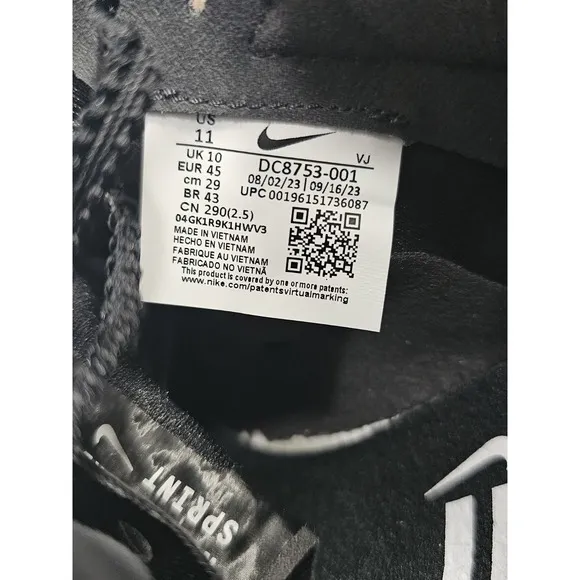 US
11
UK 10
EUR 45
cm 29
BR 43
CN 290(2.5)
VJ
DC8753-001
08/02/23 | 09/16/23
UPC 00196151736087
04GK1R9K1HWV3
MADE IN VIETNAM
HECHO EN VIETNAM
FABRIQUE AU VIETNAM
FABRICADO NO VIETNÃ
This product is covered by one or more patents.
www.nike.com/patentsvirtualmarking
SPRINT